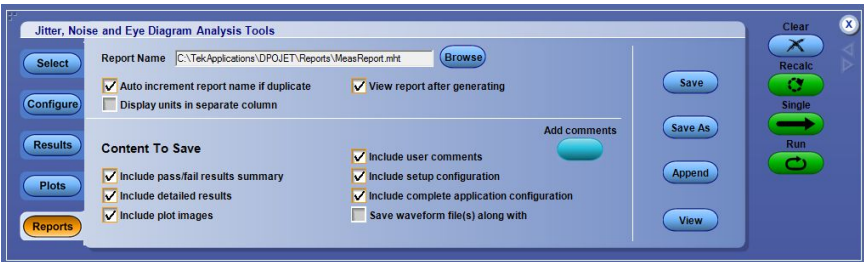 Jitter, Noise and Eye Diagram Analysis Tools
Clear
X
Select
Report Name C:\TekApplications\DPOJET\Reports\MeasReport.mht Browse
Recalc
Auto increment report name if duplicate
View report after generating
Save
Configure
Display units in separate column
Single
Add comments
Save As
Results
Content To Save
Include user comments
Run
Include pass/fail results summary
Include setup configuration
Append
Plots
Include detailed results
Include complete application configuration
Include plot images
Save waveform file(s) along with
View
Reports